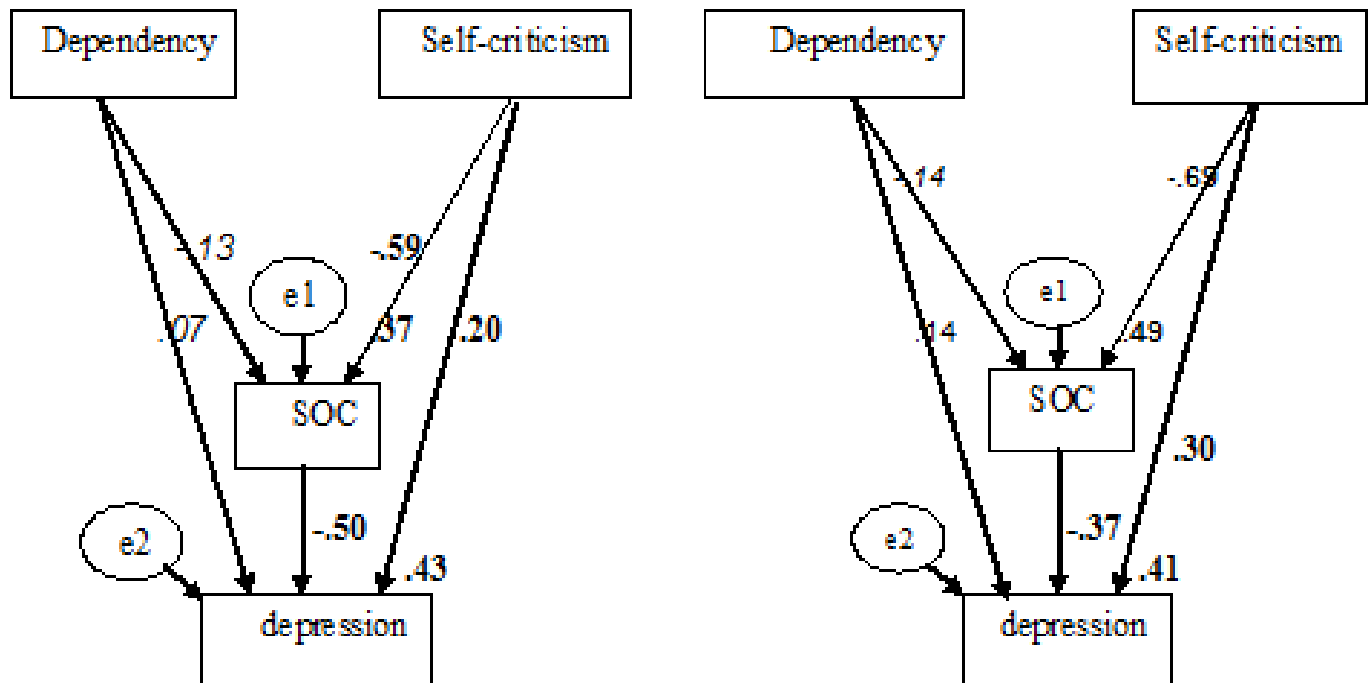 Dependency
Self-criticism
-.13
-.59
e1
.07
.37
.20
SOC
-.50
e2
.43
depression
Dependency
Self-criticism
-.14
-.69
e1
.14
.49
SOC
.30
-.37
e2
.41
depression